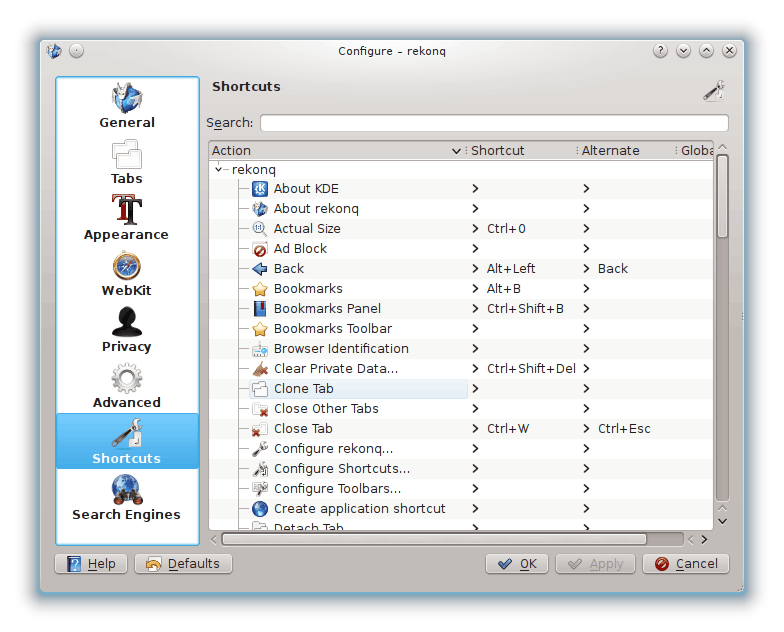 Configure – rekonq
General
Tabs
Appearance
WebKit
Privacy
Advanced
Shortcuts
Search Engines
Shortcuts
Search:
Action Shortcut Alternate Globa
rekonq
About KDE
About rekonq
Actual Size Ctrl+0
Ad Block
Back Alt+Left Back
Bookmarks Alt+B
Bookmarks Panel Ctrl+Shift+B
Bookmarks Toolbar
Browser Identification
Clear Private Data... Ctrl+Shift+Del
Clone Tab
Close Other Tabs
Close Tab Ctrl+W Ctrl+Esc
Configure rekonq...
Configure Shortcuts...
Configure Toolbars...
Create application shortcut
Detach Tab
Help Defaults OK Apply Cancel